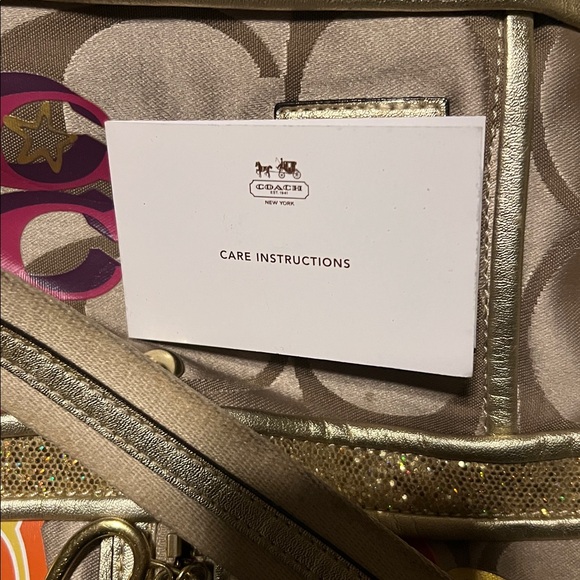 COACH
EST. 1941
NEW YORK
CARE INSTRUCTIONS